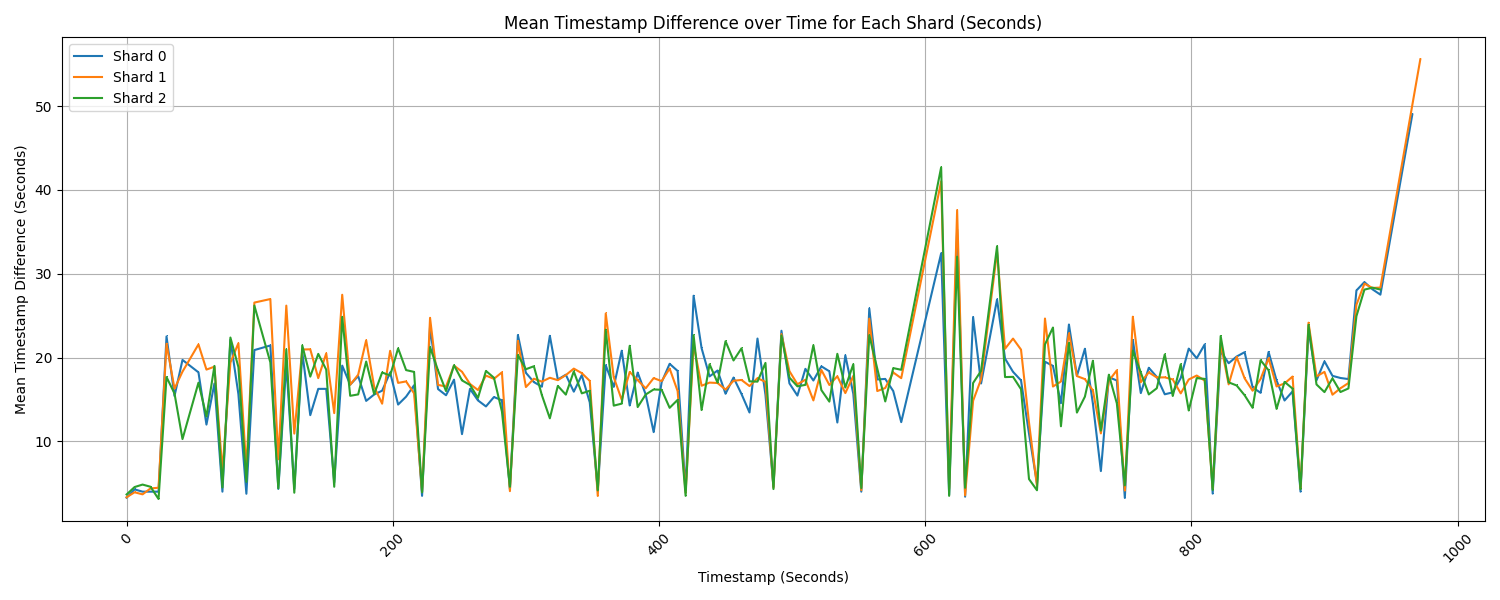 Mean Timestamp Difference over Time for Each Shard (Seconds)
Shard 0
Shard 1
Shard 2
Mean Timestamp Difference (Seconds)
50
40
30
20
10
0
200
400
600
800
1000
Timestamp (Seconds)